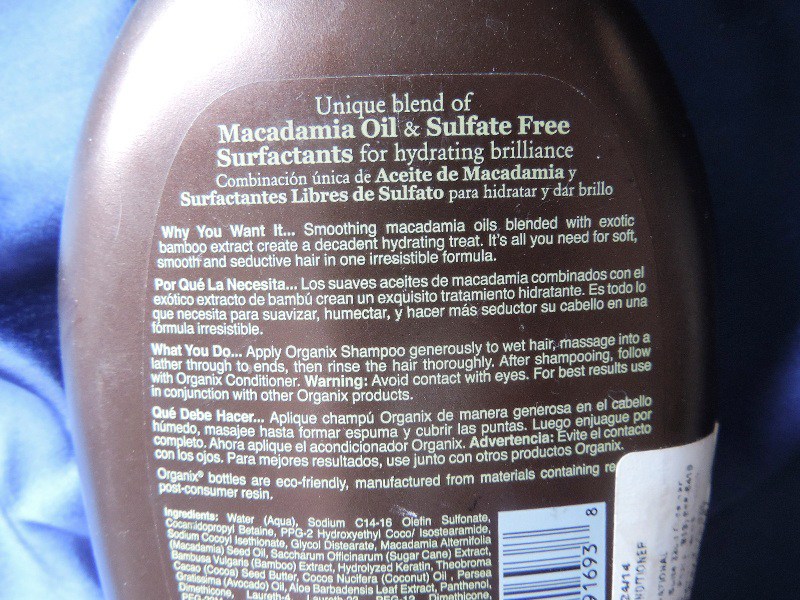 Unique blend of
Macadamia Oil & Sulfate Free
Surfactants for hydrating brilliance
Combinación única de Aceite de Macadamia y
Surfactantes Libres de Sulfato para hidratar y dar brillo
Why You Want It... Smoothing macadamia oils blended with exotic
bamboo extract create a decadent hydrating treat. It's all you need for soft,
smooth and seductive hair in one irresistible formula.
Por Qué La Necesita... Los suaves aceites de macadamia combinados con el
exótico extracto de bambú crean un exquisito tratamiento hidratante. Es todo lo
que necesita para suavizar, humectar, y hacer más seductor su cabello en una
fórmula irresistible.
What You Do... Apply Organix Shampoo generously to wet hair, massage into a
lather through to ends, then rinse the hair thoroughly. After shampooing, follow
with Organix Conditioner. Warning: Avoid contact with eyes. For best results use
in conjunction with other Organix products.
Qué Debe Hacer... Aplique champú Organix de manera generosa en el cabello
húmedo, masajee hasta formar espuma y cubrir las puntas. Luego enjuague por
completo. Ahora aplique el acondicionador Organix. Advertencia: Evite el contacto
con los ojos. Para mejores resultados, use junto con otros productos Organix.
Organix® bottles are eco-friendly, manufactured from materials containing re
post-consumer resin.
Ingredients: Water (Aqua), Sodium C14-16 Olefin Sulfonate,
Cocamidopropyl Betaine, PPG-2 Hydroxyethyl Coco/ Isostearamide,
Sodium Cocoyl Isethionate, Glycol Distearate, Macadamia Alternifolia
(Macadamia) Seed Oil, Saccharum Officinarum (Sugar Cane) Extract,
Bambusa Vulgaris (Bamboo) Extract, Hydrolyzed Keratin, Theobroma
Cacao (Cocoa) Seed Butter, Cocos Nucifera (Coconut) Oil, Persea
Gratissima (Avocado) Oil, Aloe Barbadensis Leaf Extract, Panthenol,
Dimethicone, Laureth-4, Laureth-23, PEG-12 Dimethicone,
91693 8
24/14
NDITIONER